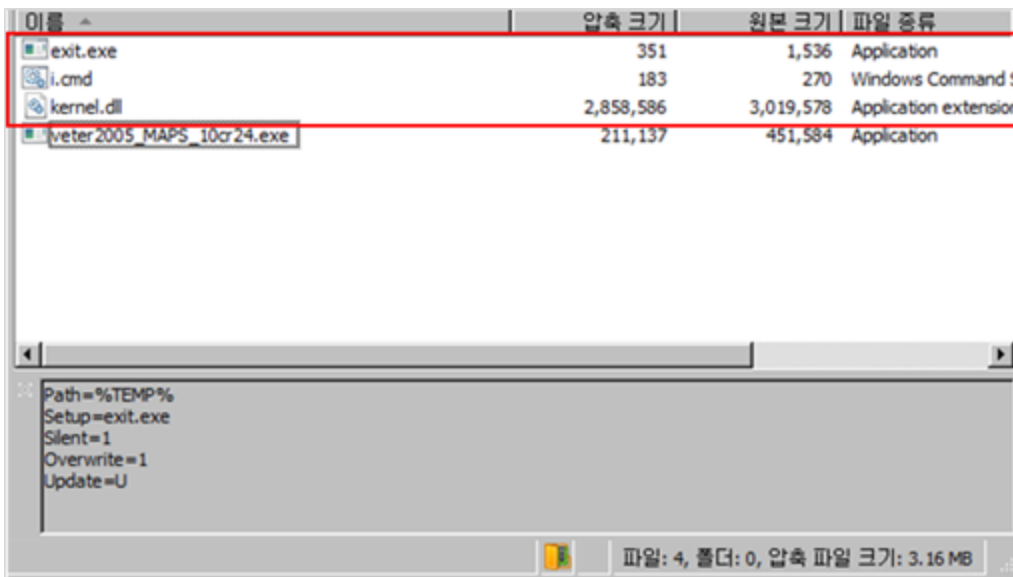 이름 압축 크기 원본 크기 파일 종류
exit.exe 351 1,536 Application
i.cmd 183 270 Windows Command
kernel.dll 2,858,586 3,019,578 Application extension
veter2005_MAPS_10cr24.exe 211,137 451,584 Application
Path=%TEMP%
Setup=exit.exe
Silent=1
Overwrite=1
Update=U
파일: 4, 폴더: 0, 압축 파일 크기: 3.16 MB